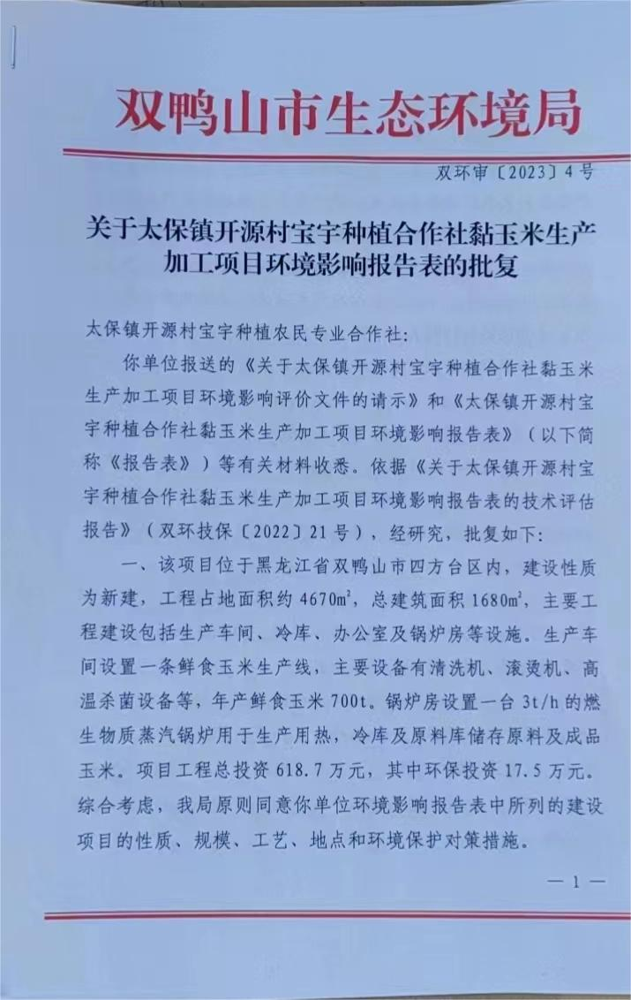 双鸭山市生态环境局
双环审〔2023〕4号
关于太保镇开源村宝宇种植合作社黏玉米生产
加工项目环境影响报告表的批复
太保镇开源村宝宇种植农民专业合作社：
你单位报送的《关于太保镇开源村宝宇种植合作社黏玉米
生产加工项目环境影响评价文件的请示》和《太保镇开源村宝
宇种植合作社黏玉米生产加工项目环境影响报告表》（以下简
称《报告表》）等有关材料收悉。依据《关于太保镇开源村宝
宇种植合作社黏玉米生产加工项目环境影响报告表的技术评估
报告》（双环技保〔2022〕21号），经研究，批复如下：
一、该项目位于黑龙江省双鸭山市四方台区内，建设性质
为新建，工程占地面积约4670㎡，总建筑面积1680㎡，主要工
程建设包括生产车间、冷库、办公室及锅炉房等设施。生产车
间设置一条鲜食玉米生产线，主要设备有清洗机、滚烫机、高
温杀菌设备等，年产鲜食玉米700t。锅炉房设置一台3t/h的燃
生物质蒸汽锅炉用于生产用热，冷库及原料库储存原料及成品
玉米。项目工程总投资618.7万元，其中环保投资17.5万元。
综合考虑，我局原则同意你单位环境影响报告表中所列的建设
项目的性质、规模、工艺、地点和环境保护对策措施。
— 1 —